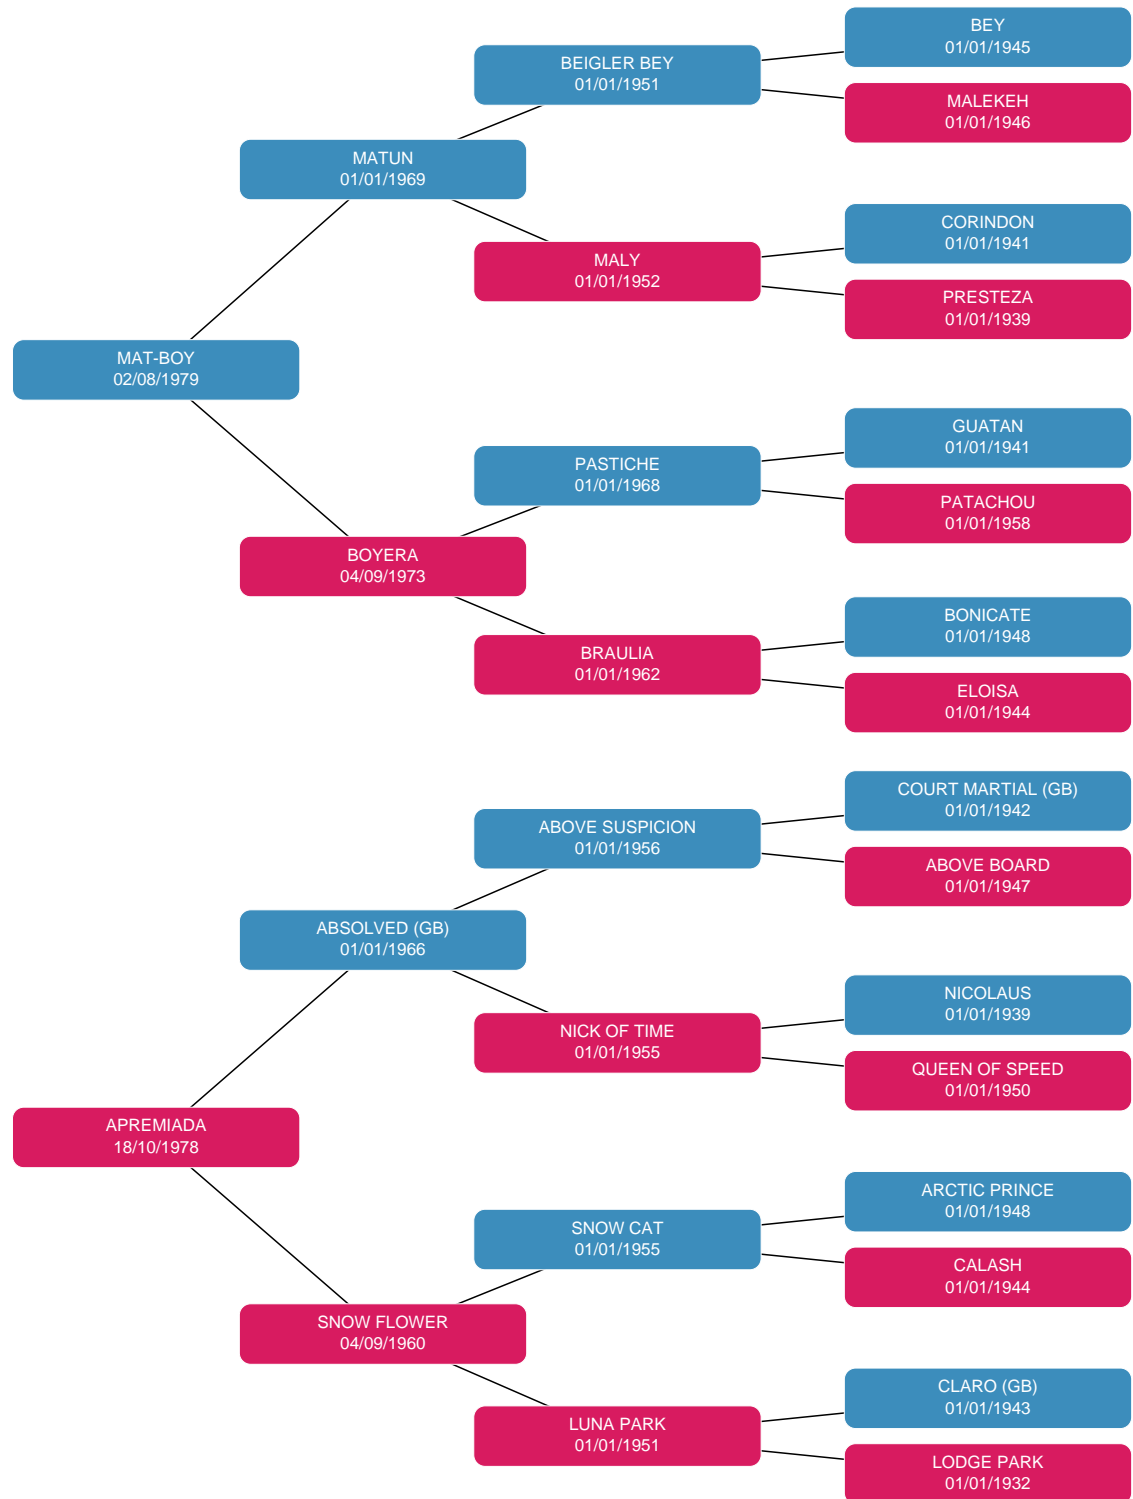 BEY
01/01/1945
BEIGLER BEY
01/01/1951
MALEKEH
01/01/1946
MATUN
01/01/1969
CORINDON
01/01/1941
MALY
01/01/1952
PRESTEZA
01/01/1939
MAT-BOY
02/08/1979
GUATAN
01/01/1941
PASTICHE
01/01/1968
PATACHOU
01/01/1958
BOYERA
04/09/1973
BONICATE
01/01/1948
BRAULIA
01/01/1962
ELOISA
01/01/1944
COURT MARTIAL (GB)
01/01/1942
ABOVE SUSPICION
01/01/1956
ABOVE BOARD
01/01/1947
ABSOLVED (GB)
01/01/1966
NICOLAUS
01/01/1939
NICK OF TIME
01/01/1955
QUEEN OF SPEED
01/01/1950
APREMIADA
18/10/1978
ARCTIC PRINCE
01/01/1948
SNOW CAT
01/01/1955
CALASH
01/01/1944
SNOW FLOWER
04/09/1960
CLARO (GB)
01/01/1943
LUNA PARK
01/01/1951
LODGE PARK
01/01/1932